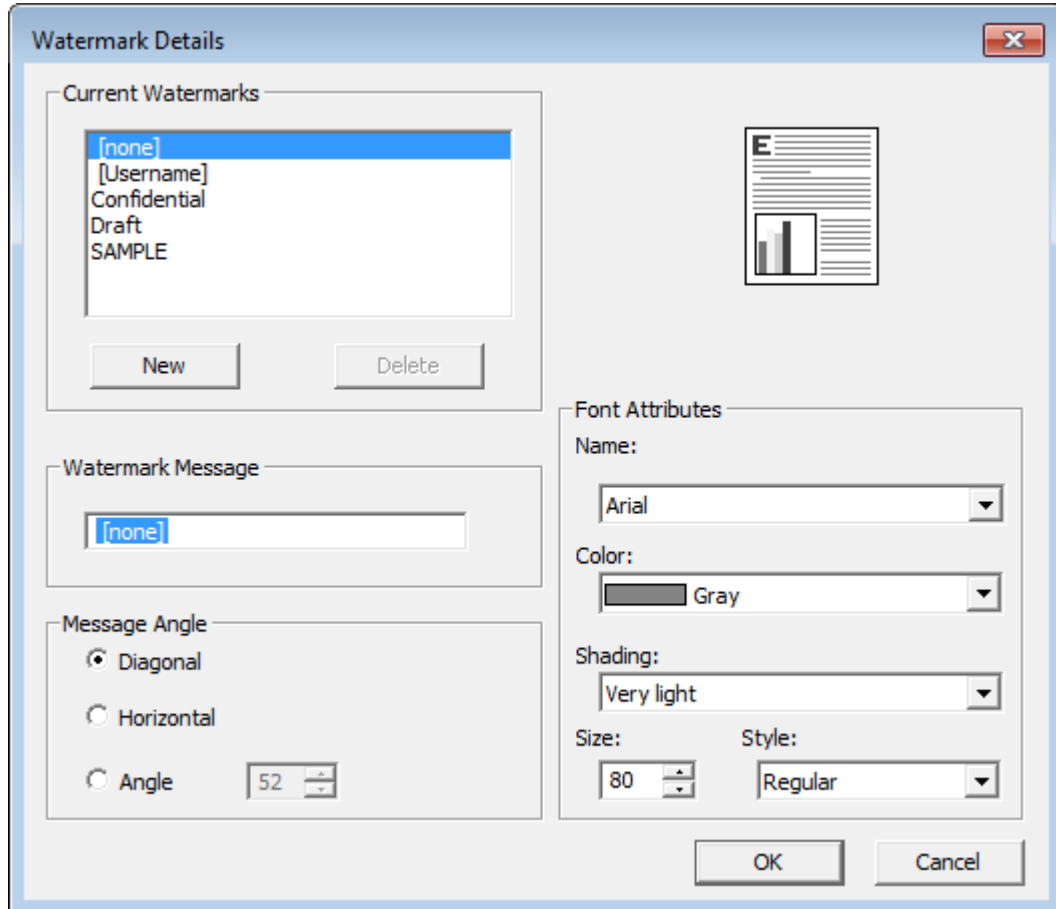 Watermark Details
Current Watermarks
[none]
[Username]
Confidential
Draft
SAMPLE
New
Delete
E
Watermark Message
[none]
Message Angle
Diagonal
Horizontal
Angle
52
Font Attributes
Name:
Arial
Color:
Gray
Shading:
Very light
Size:
Style:
80
Regular
OK
Cancel